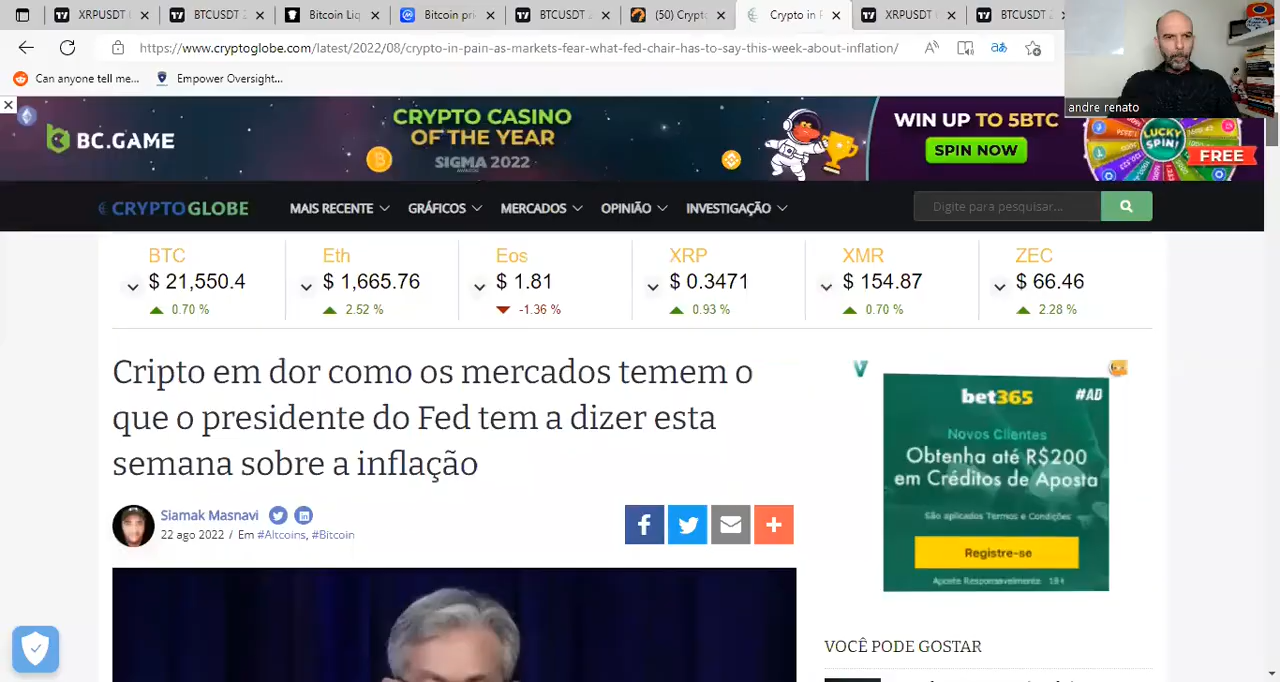 XRPUSDT
BTCUSDT
Bitcoin Liq
Bitcoin pri
BTCUSDT
(50) Crypt
Crypto in
XRPUSDT
BTCUSDT
https://www.cryptoglobe.com/latest/2022/08/crypto-in-pain-as-markets-fear-what-fed-chair-has-to-say-this-week-about-inflation/
Can anyone tell me...
Empower Oversight...
andre renato
BC.GAME
CRYPTO CASINO
OF THE YEAR
SIGMA 2022
WIN UP TO 5BTC
SPIN NOW
LUCKY
SPIN!
FREE
CRYPTOGLOBE
MAIS RECENTE
GRÁFICOS
MERCADOS
OPINIÃO
INVESTIGAÇÃO
Digite para pesquisar...
BTC
$ 21,550.4
0.70 %
Eth
$ 1,665.76
2.52 %
Eos
$ 1.81
-1.36 %
XRP
$ 0.3471
0.93 %
XMR
$ 154.87
0.70 %
ZEC
$ 66.46
2.28 %
Cripto em dor como os mercados temem o
que o presidente do Fed tem a dizer esta
semana sobre a inflação
Siamak Masnavi
22 ago 2022 / Em #Altcoins, #Bitcoin
bet365
#AD
Novos Clientes
Obtenha até R$200
em Créditos de Aposta
São aplicados Termos e Condições
Registre-se
Aposte Responsavelmente 18+
VOCÊ PODE GOSTAR